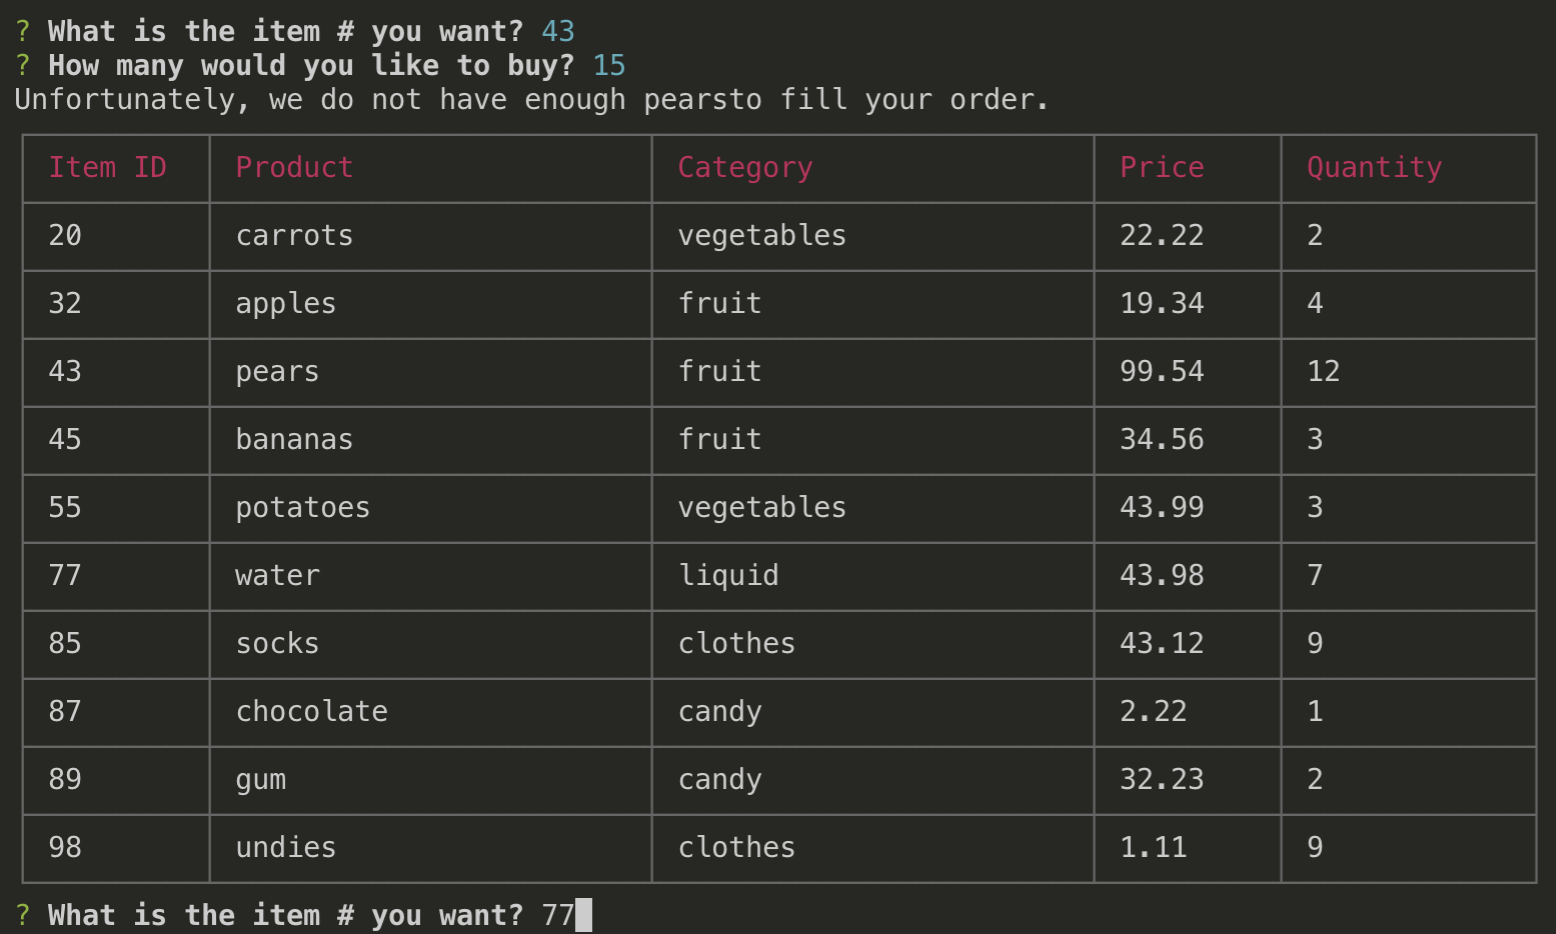 ? What is the item # you want? 43
? How many would you like to buy? 15
Unfortunately, we do not have enough pearsto fill your order.
Item ID Product Category Price Quantity
20 carrots vegetables 22.22 2
32 apples fruit 19.34 4
43 pears fruit 99.54 12
45 bananas fruit 34.56 3
55 potatoes vegetables 43.99 3
77 water liquid 43.98 7
85 socks clothes 43.12 9
87 chocolate candy 2.22 1
89 gum candy 32.23 2
98 undies clothes 1.11 9
? What is the item # you want? 77